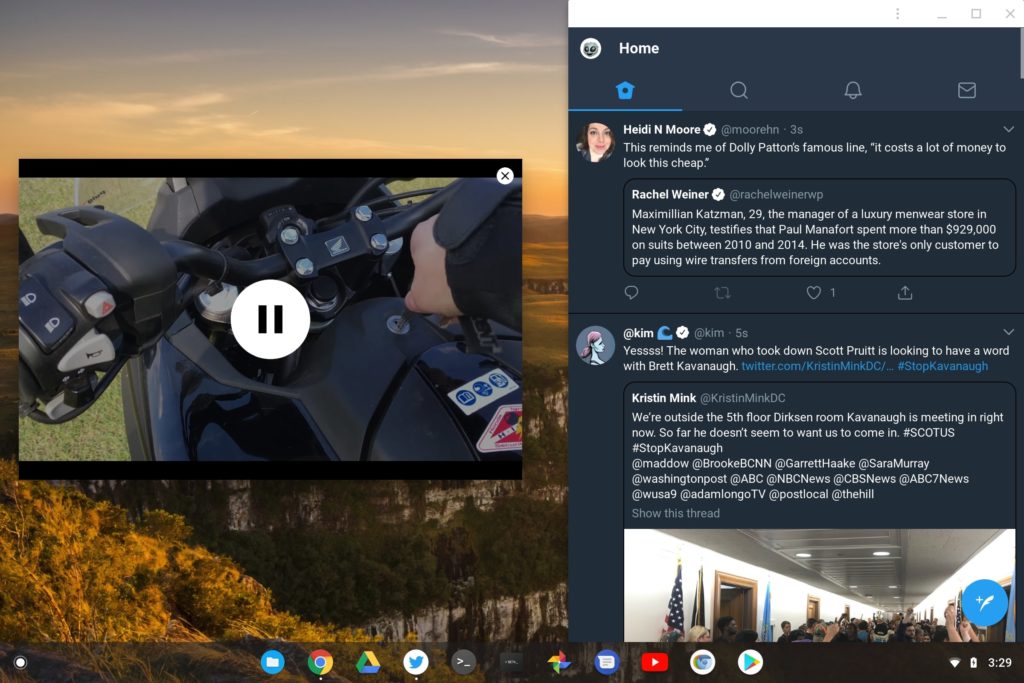 Home
Heidi N Moore @moorehn · 3s
This reminds me of Dolly Patton's famous line, “it costs a lot of money to
look this cheap.”
Rachel Weiner @rachelweinerwp
Maximillian Katzman, 29, the manager of a luxury menwear store in
New York City, testifies that Paul Manafort spent more than $929,000
on suits between 2010 and 2014. He was the store's only customer to
pay using wire transfers from foreign accounts.
1
@kim 🌊 @kim · 5s
Yessss! The woman who took down Scott Pruitt is looking to have a word
with Brett Kavanaugh. twitter.com/KristinMinkDC/... #StopKavanaugh
Kristin Mink @KristinMinkDC
We're outside the 5th floor Dirksen room Kavanaugh is meeting in right
now. So far he doesn't seem to want us to come in. #SCOTUS
#StopKavanaugh
@maddow @BrookeBCNN @GarrettHaake @SaraMurray
@washingtonpost @ABC @NBCNews @CBSNews @ABC7News
@wusa9 @adamlongoTV @postlocal @thehill
Show this thread
3:29